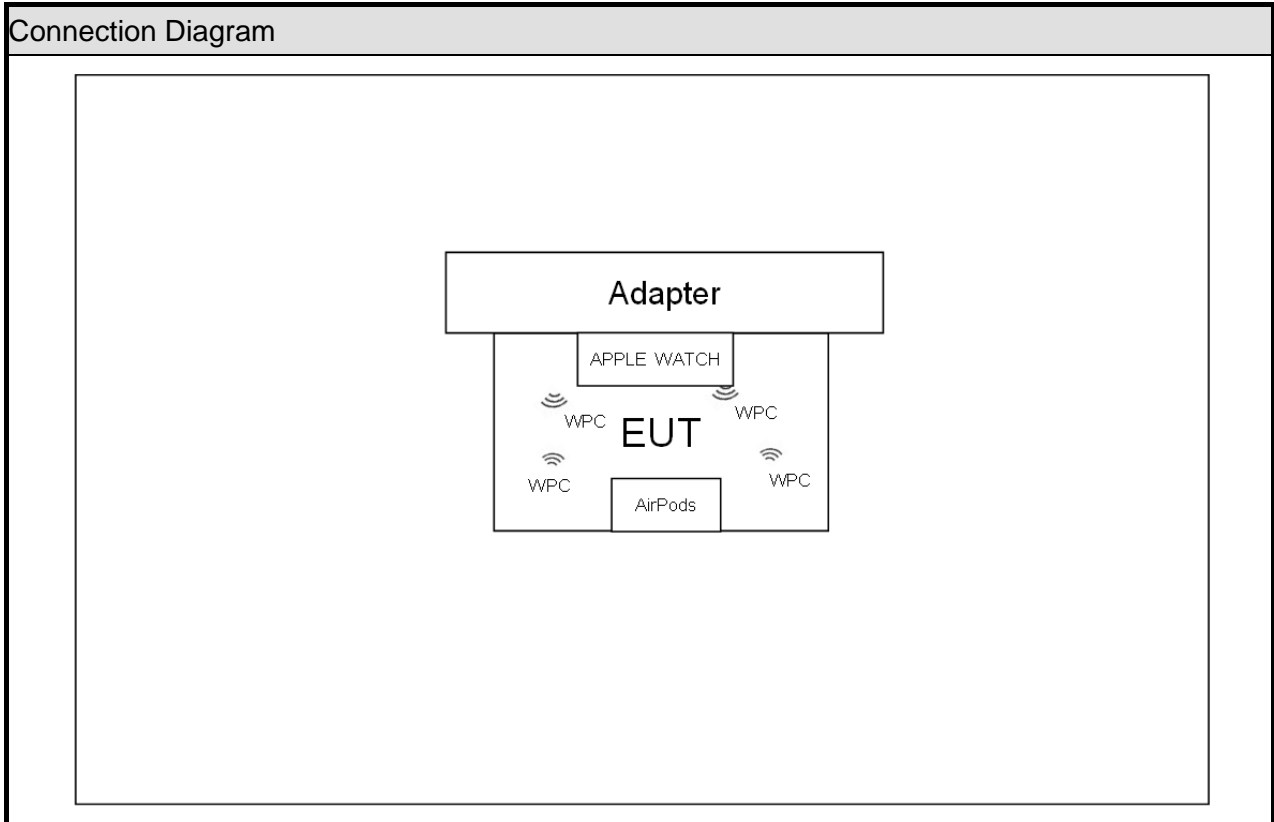 Connection Diagram
Adapter
APPLE WATCH
WPC
WPC
EUT
WPC
WPC
AirPods